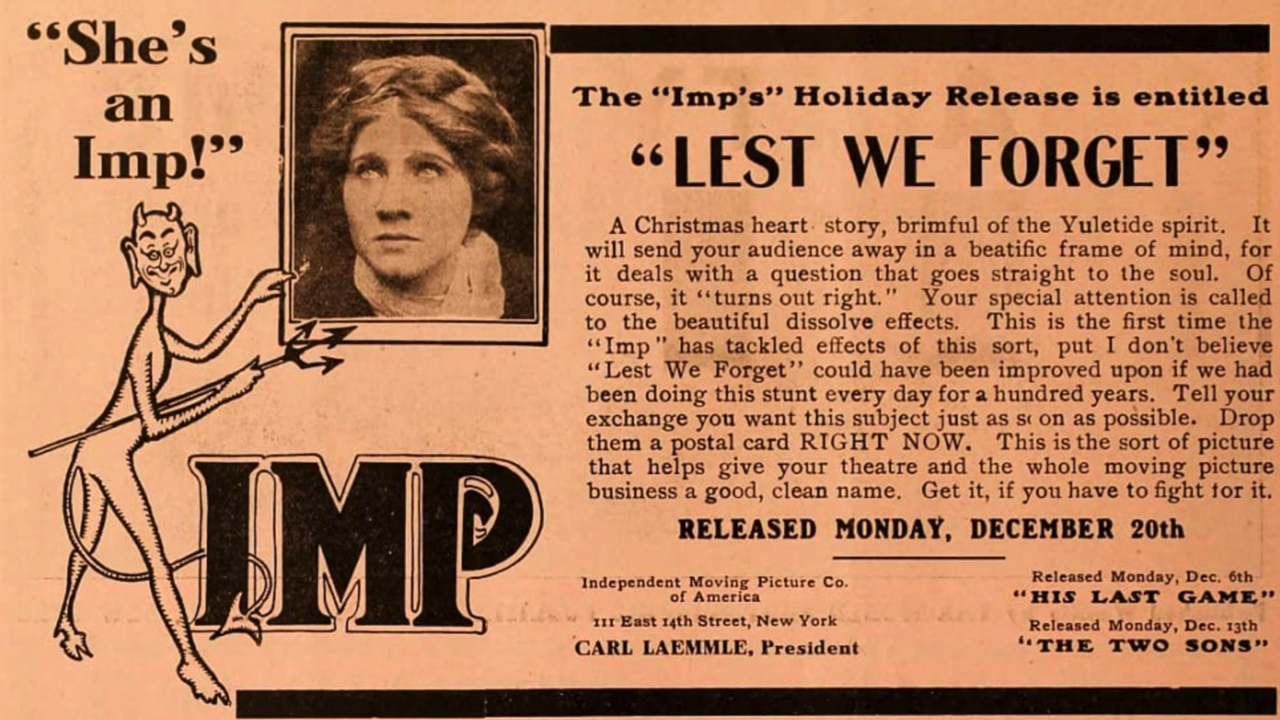 “She’s
an
Imp!”
IMP
The “Imp’s” Holiday Release is entitled
“LEST WE FORGET”
A Christmas heart story, brimful of the Yuletide spirit. It
will send your audience away in a beatific frame of mind, for
it deals with a question that goes straight to the soul. Of
course, it “turns out right.” Your special attention is called
to the beautiful dissolve effects. This is the first time the
“Imp” has tackled effects of this sort, put I don’t believe
“Lest We Forget” could have been improved upon if we had
been doing this stunt every day for a hundred years. Tell your
exchange you want this subject just as soon as possible. Drop
them a postal card RIGHT NOW. This is the sort of picture
that helps give your theatre and the whole moving picture
business a good, clean name. Get it, if you have to fight for it.
RELEASED MONDAY, DECEMBER 20th
Independent Moving Picture Co.
of America
111 East 14th Street, New York
CARL LAEMMLE, President
Released Monday, Dec. 6th
“HIS LAST GAME”
Released Monday, Dec. 13th
“THE TWO SONS”